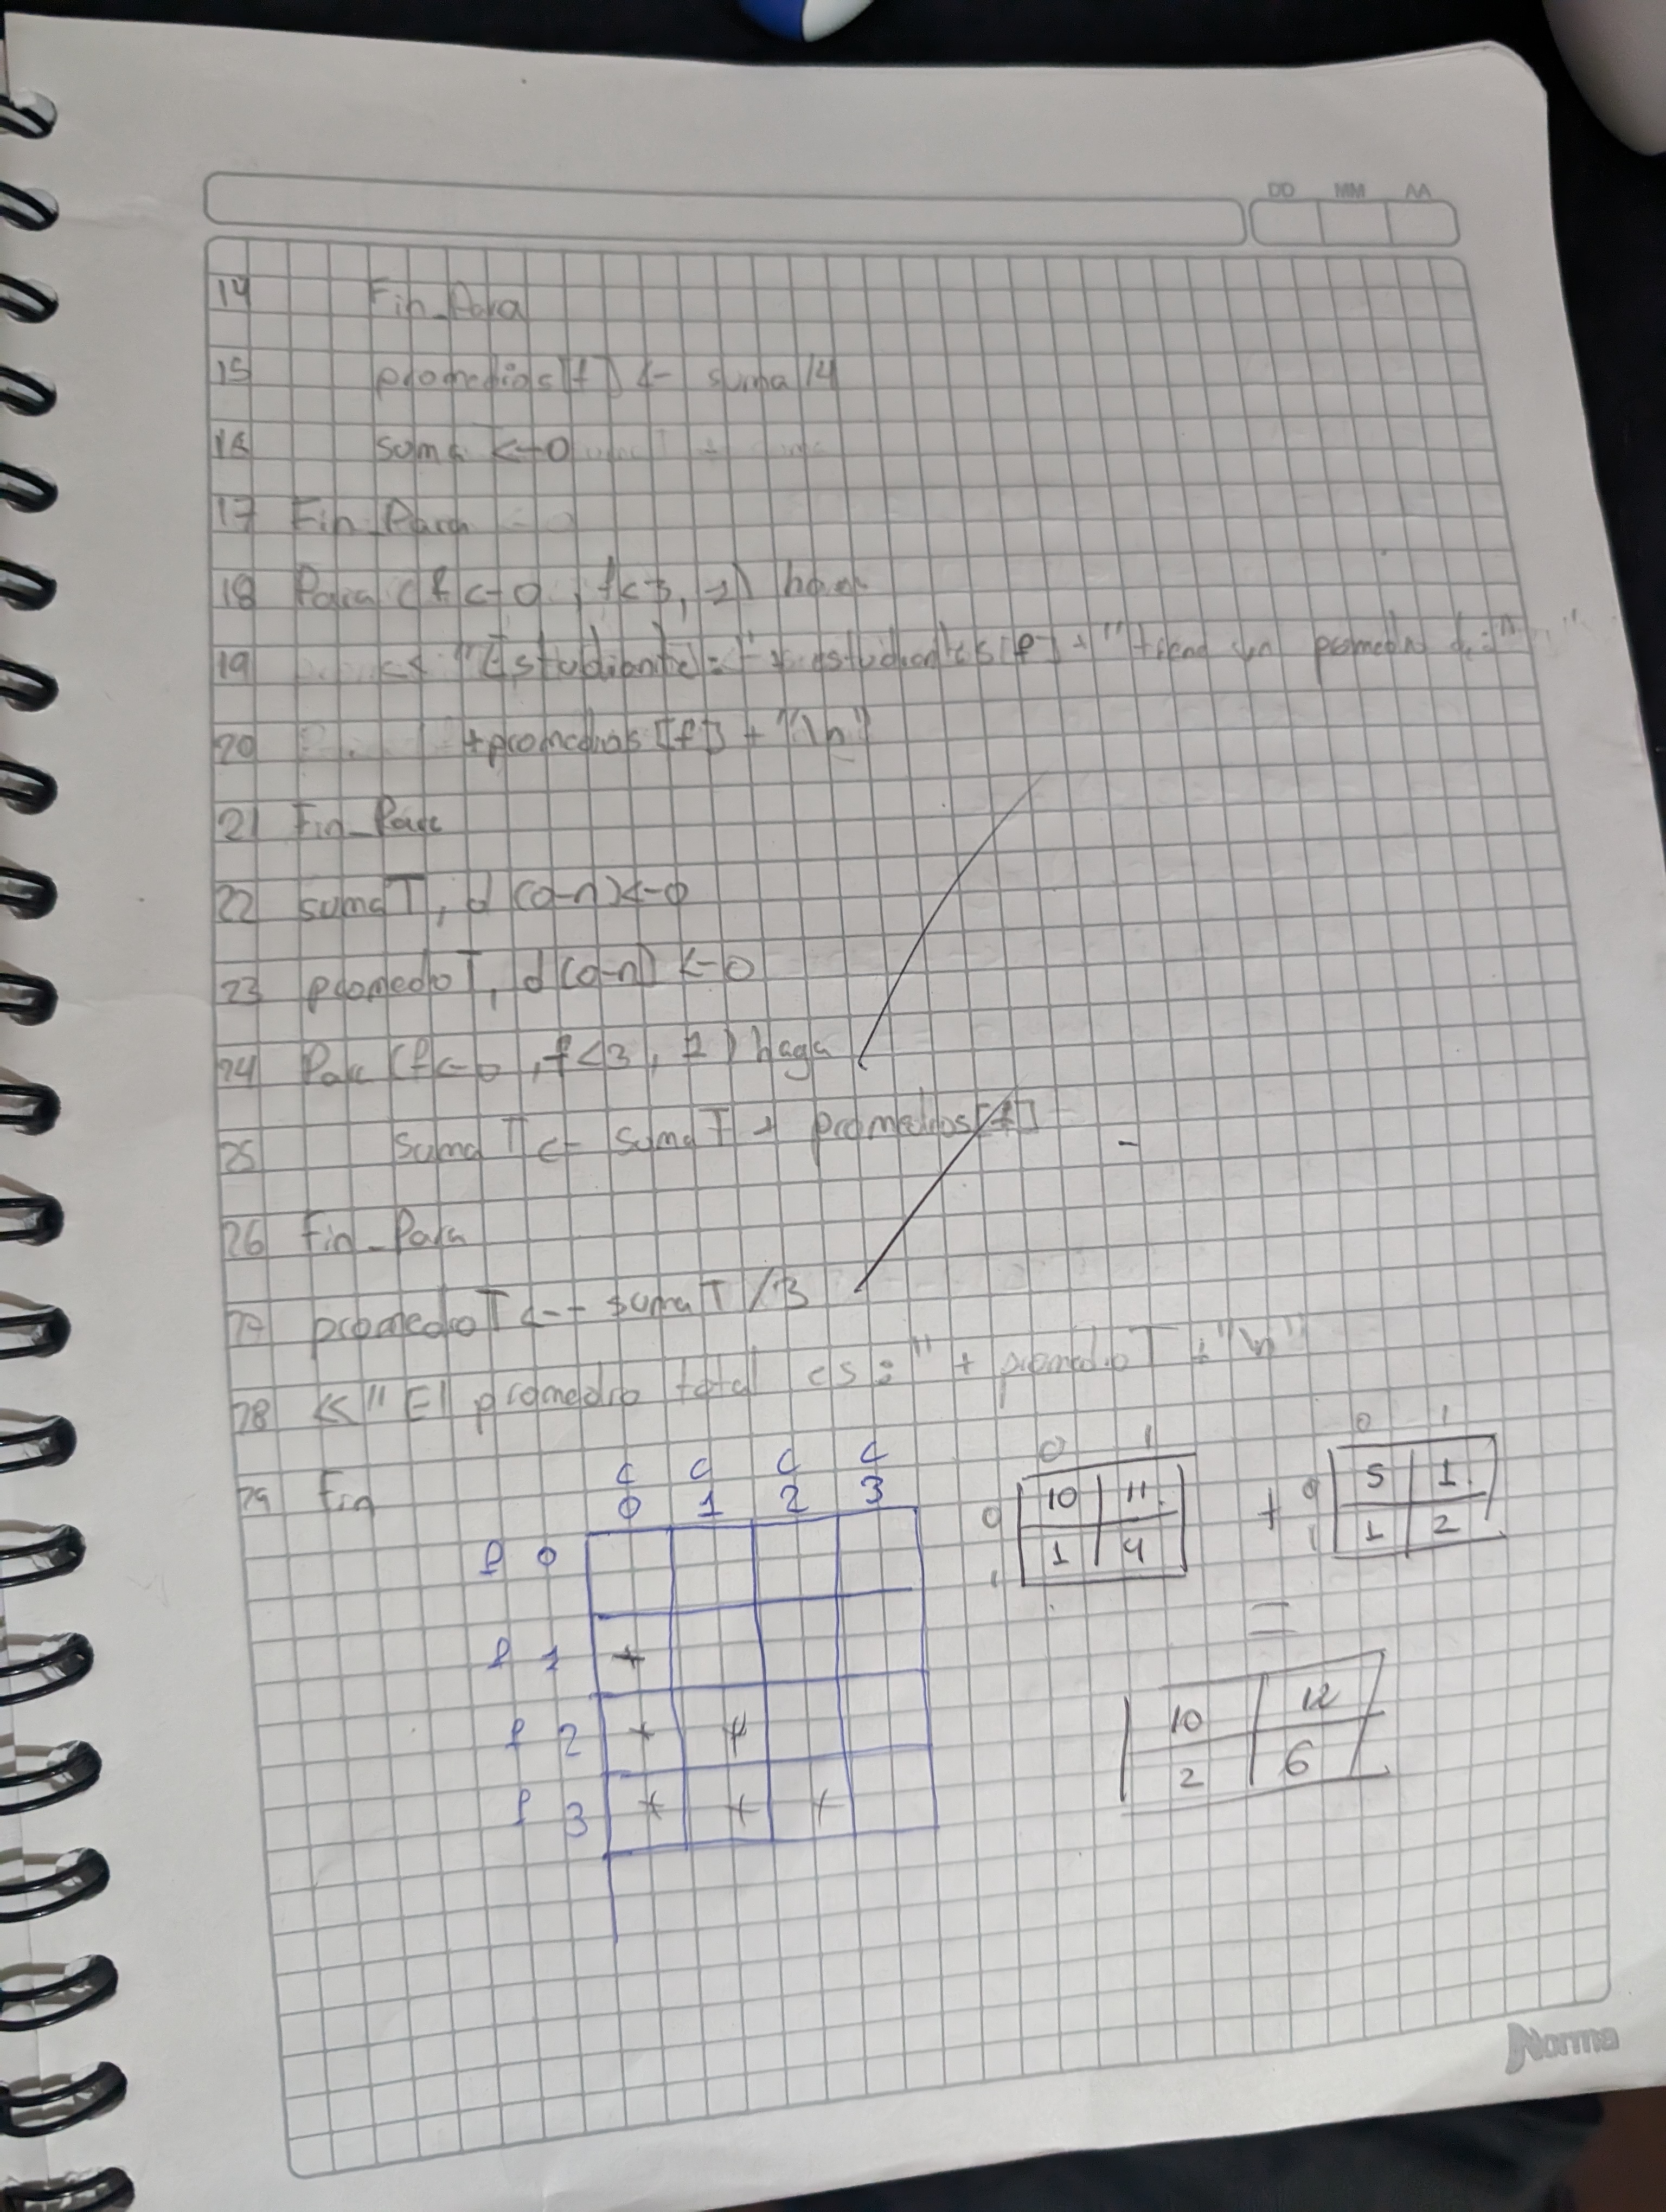 DD MM AA
14 Fin_Para
15 promedios[f] <- suma/4
16 suma <-0
17 Fin_Para
18 Para (f<-0, f<3, 1) haga
19 << "Estudiante:" + estudiantes[f] + "tiene un promedio de:"
20 +promedios[f] + "\n"
21 Fin_Para
22 sumaT, d(0-n)<-0
23 promedioT, d(0-n) <-0
24 Para (f<-0, f<3, 1) haga
25 sumaT <- sumaT + promedios[f]
26 Fin_Para
27 promedioT <-- sumaT/3
28 << "El promedio total es:" + promedioT + "\n"
29 Fin
c c c c
0 1 2 3
f 0
f 1 +
f 2 + +
f 3 + + +
0 1
0 10 11
1 1 4
+
0 1
0 5 1
1 1 2
=
10 12
2 6
Norma